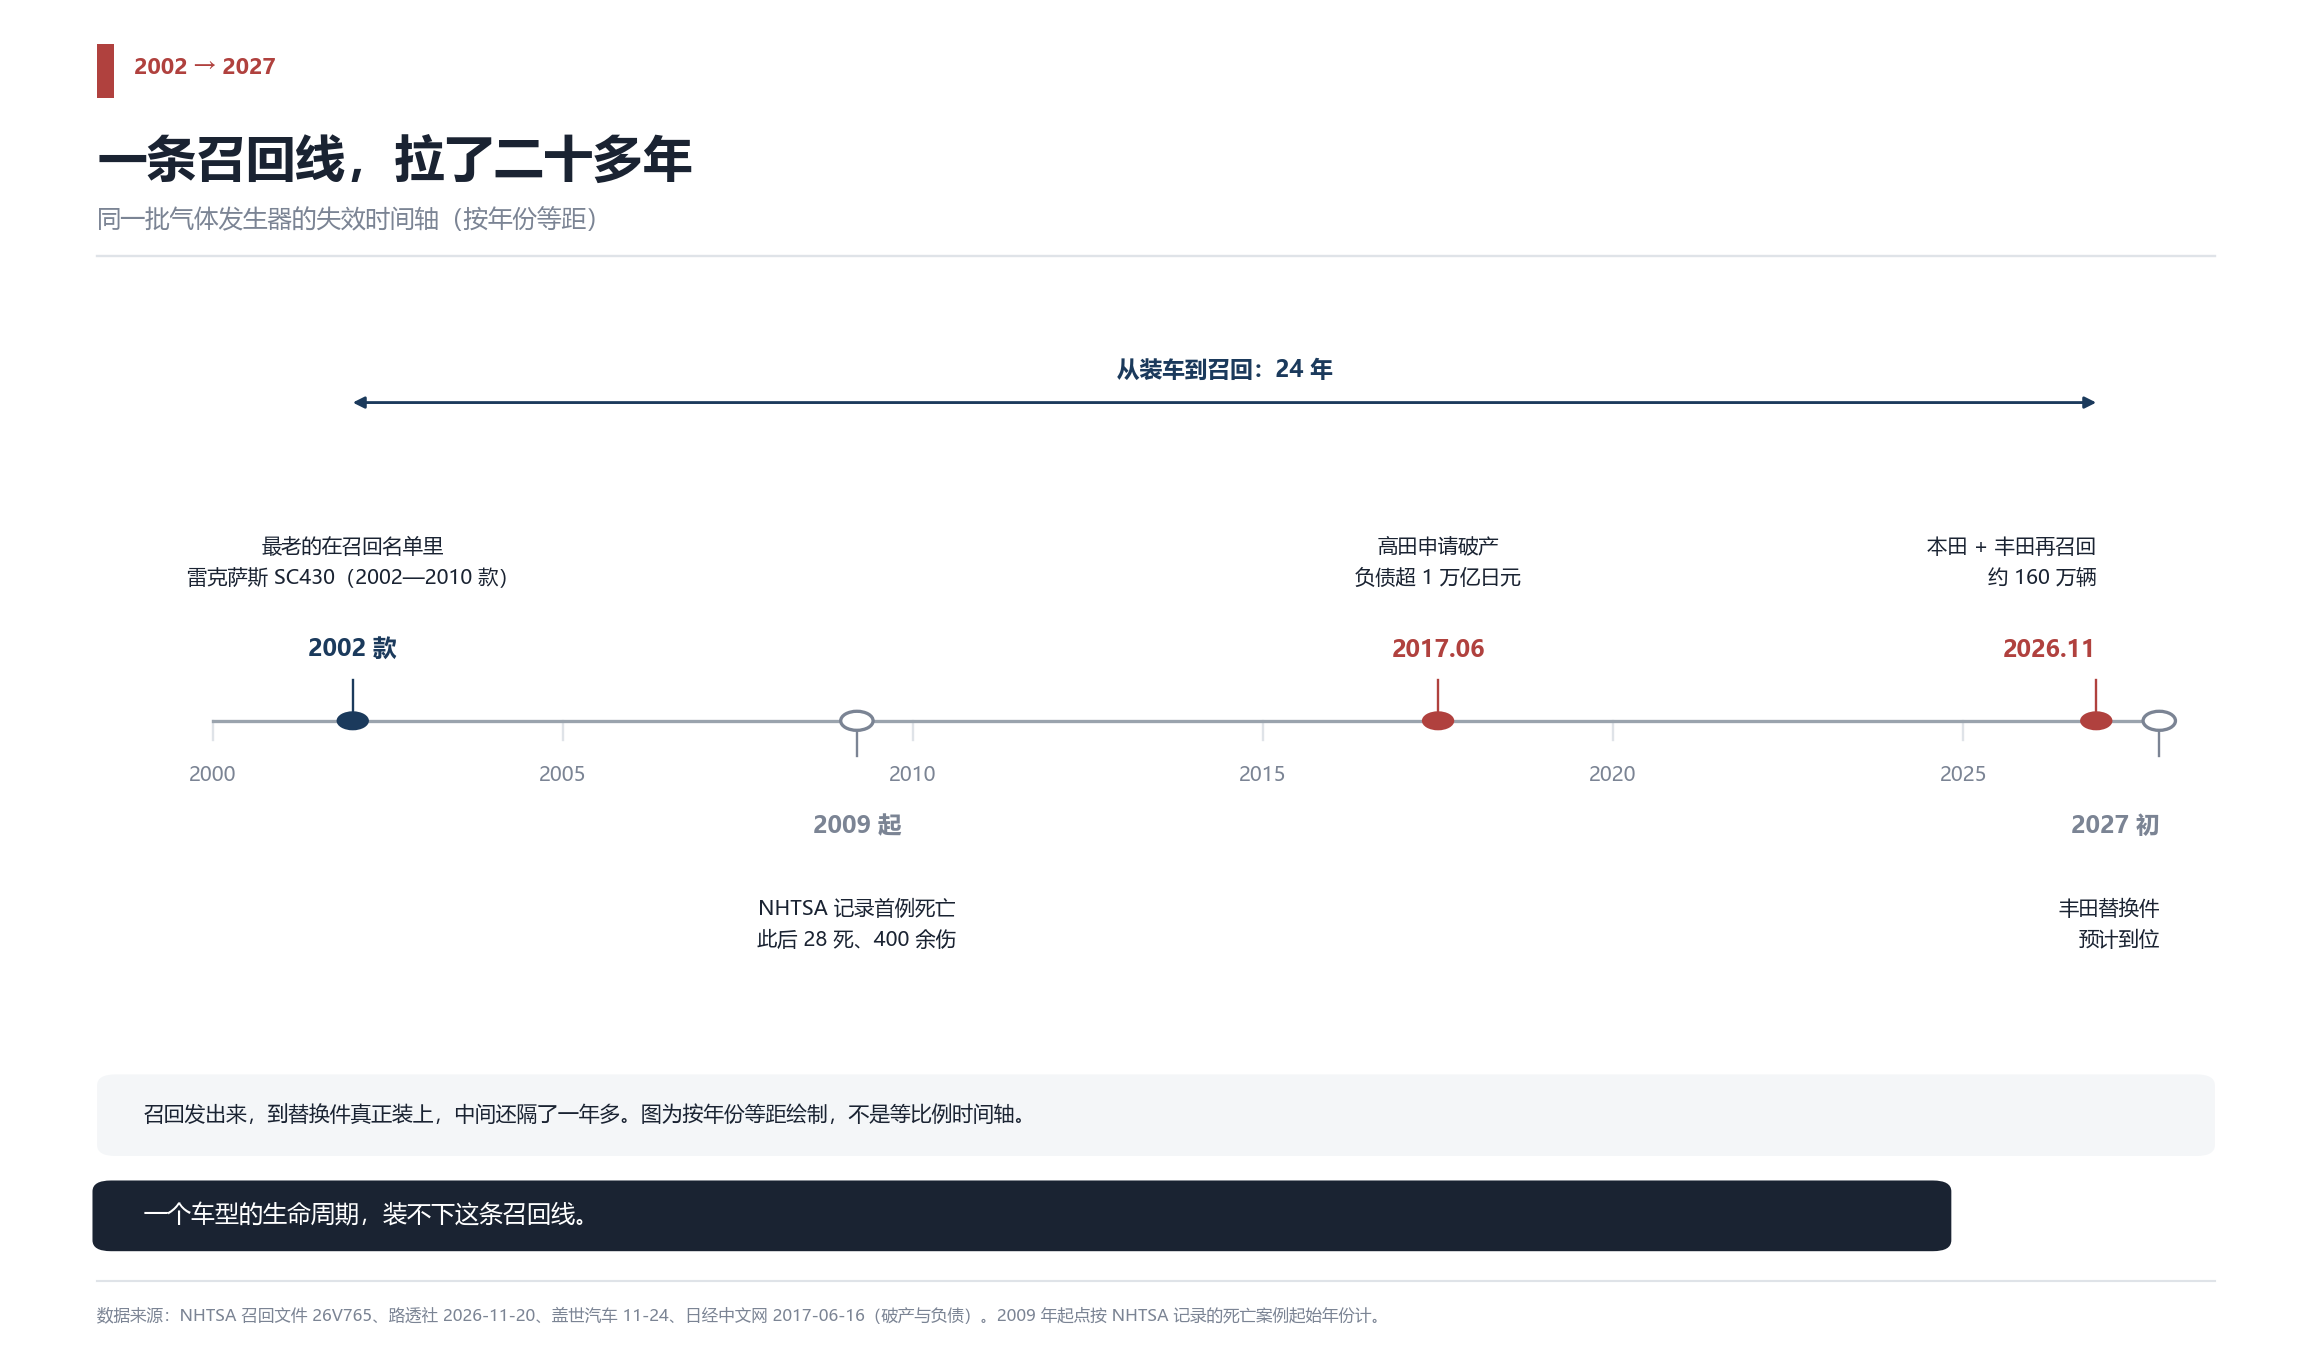 2002 → 2027
一条召回线，拉了二十多年
同一批气体发生器的失效时间轴（按年份等距）
从装车到召回：24 年
最老的在召回名单里
雷克萨斯 SC430（2002—2010 款）
高田申请破产
负债超 1 万亿日元
本田 + 丰田再召回
约 160 万辆
2002 款
2017.06
2026.11
2000
2005
2010
2015
2020
2025
2009 起
2027 初
NHTSA 记录首例死亡
此后 28 死、400 余伤
丰田替换件
预计到位
召回发出来，到替换件真正装上，中间还隔了一年多。图为按年份等距绘制，不是等比例时间轴。
一个车型的生命周期，装不下这条召回线。
数据来源：NHTSA 召回文件 26V765、路透社 2026-11-20、盖世汽车 11-24、日经中文网 2017-06-16（破产与负债）。2009 年起点按 NHTSA 记录的死亡案例起始年份计。